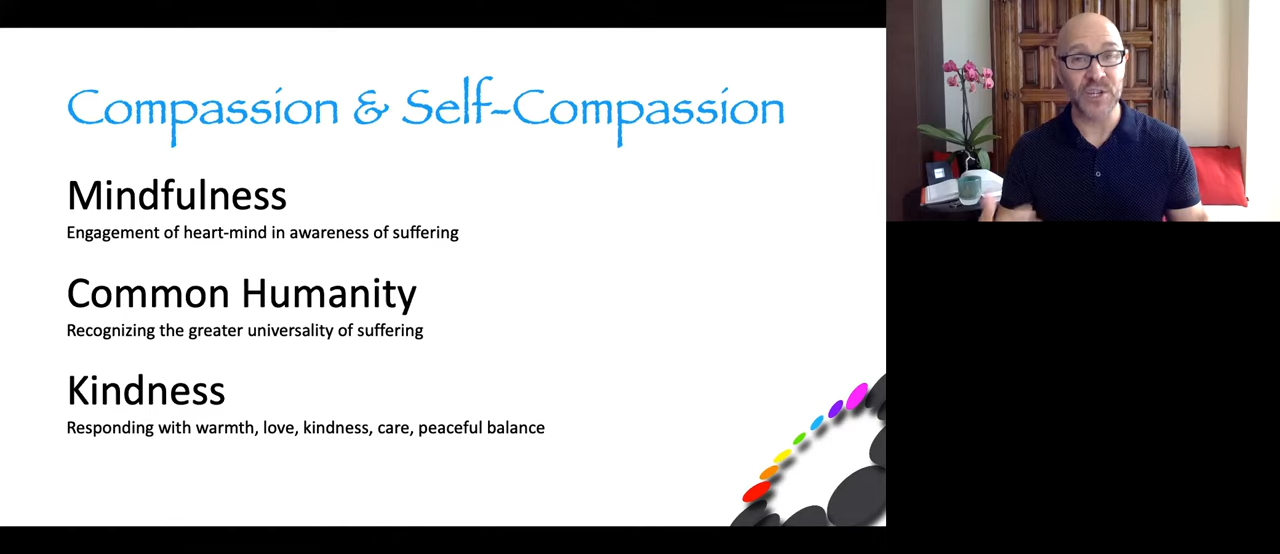 Compassion & Self-Compassion
Mindfulness
Engagement of heart-mind in awareness of suffering
Common Humanity
Recognizing the greater universality of suffering
Kindness
Responding with warmth, love, kindness, care, peaceful balance